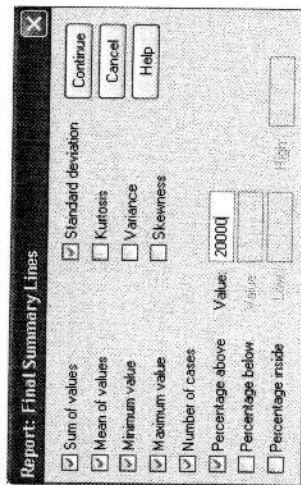 Report: Final Summary Lines
Sum of values
Mean of values
Minimum value
Maximum value
Number of cases
Percentage above
Percentage below
Percentage inside
Standard deviation
Kurtosis
Variance
Skewness
Value: 20000
Value:
Low:
High:
Continue
Cancel
Help